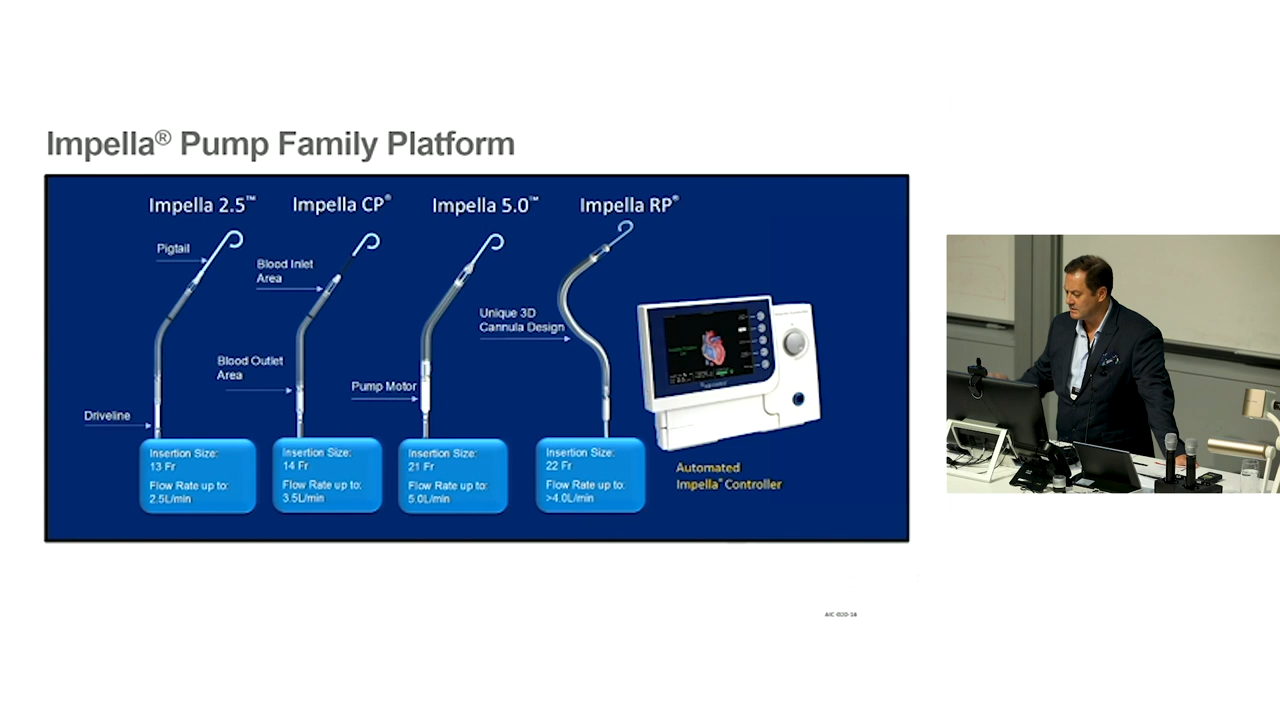 Impella® Pump Family Platform
Impella 2.5™
Impella CP®
Impella 5.0™
Impella RP®
Pigtail
Blood Inlet
Area
Unique 3D
Cannula Design
Blood Outlet
Area
Pump Motor
Driveline
Insertion Size:
13 Fr
Flow Rate up to:
2.5L/min
Insertion Size:
14 Fr
Flow Rate up to:
3.5L/min
Insertion Size:
21 Fr
Flow Rate up to:
5.0L/min
Insertion Size:
22 Fr
Flow Rate up to:
>4.0L/min
Automated
Impella® Controller